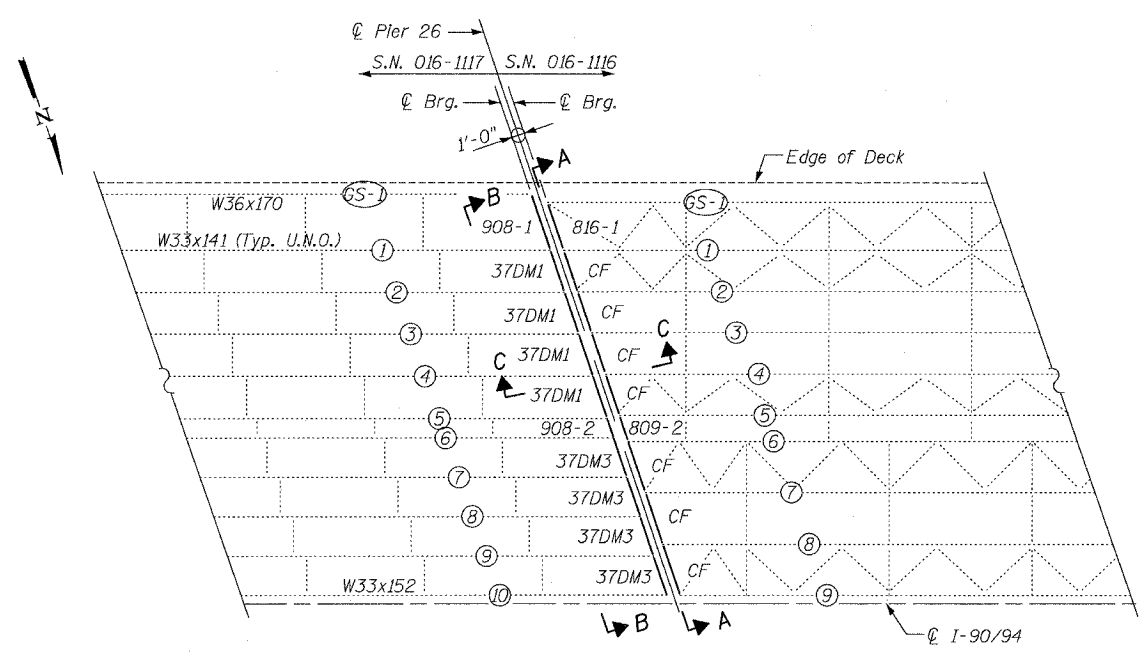 ℄ Pier 26
S.N. 016-1117 S.N. 016-1116
℄ Brg. ℄ Brg.
N
1'-0"
A
Edge of Deck
B
GS-1 GS-1
W36x170
908-1 816-1
W33x141 (Typ. U.N.O.)
1 1
37DM1 CF
2 2
37DM1 CF
3 3
C 37DM1 CF C
4 4
37DM1 CF
5 5
908-2 809-2
6 6
37DM3 CF
7 7
37DM3
8 CF 8
37DM3
9
W33x152 37DM3 CF
10 9
B A
℄ I-90/94